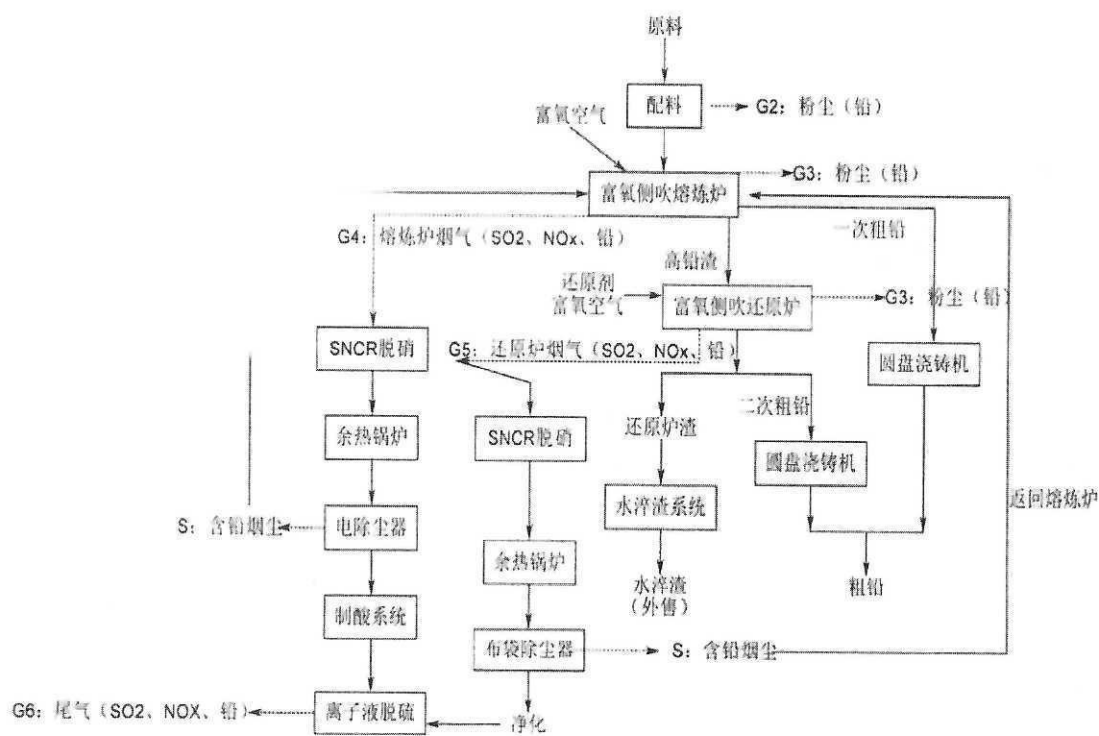 原料
配料
G2：粉尘（铅）
富氧空气
G3：粉尘（铅）
富氧侧吹熔炼炉
一次粗铅
G4：熔炼炉烟气（SO2、NOx、铅）
高铅渣
还原剂
富氧空气
富氧侧吹还原炉
G3：粉尘（铅）
SNCR脱硝
G5：还原炉烟气（SO2、NOx、铅）
圆盘浇铸机
余热锅炉
SNCR脱硝
还原炉渣
二次粗铅
圆盘浇铸机
水淬渣系统
返回熔炼炉
S：含铅烟尘
电除尘器
余热锅炉
水淬渣
（外售）
粗铅
制酸系统
布袋除尘器
S：含铅烟尘
G6：尾气（SO2、NOX、铅）
离子液脱硫
净化